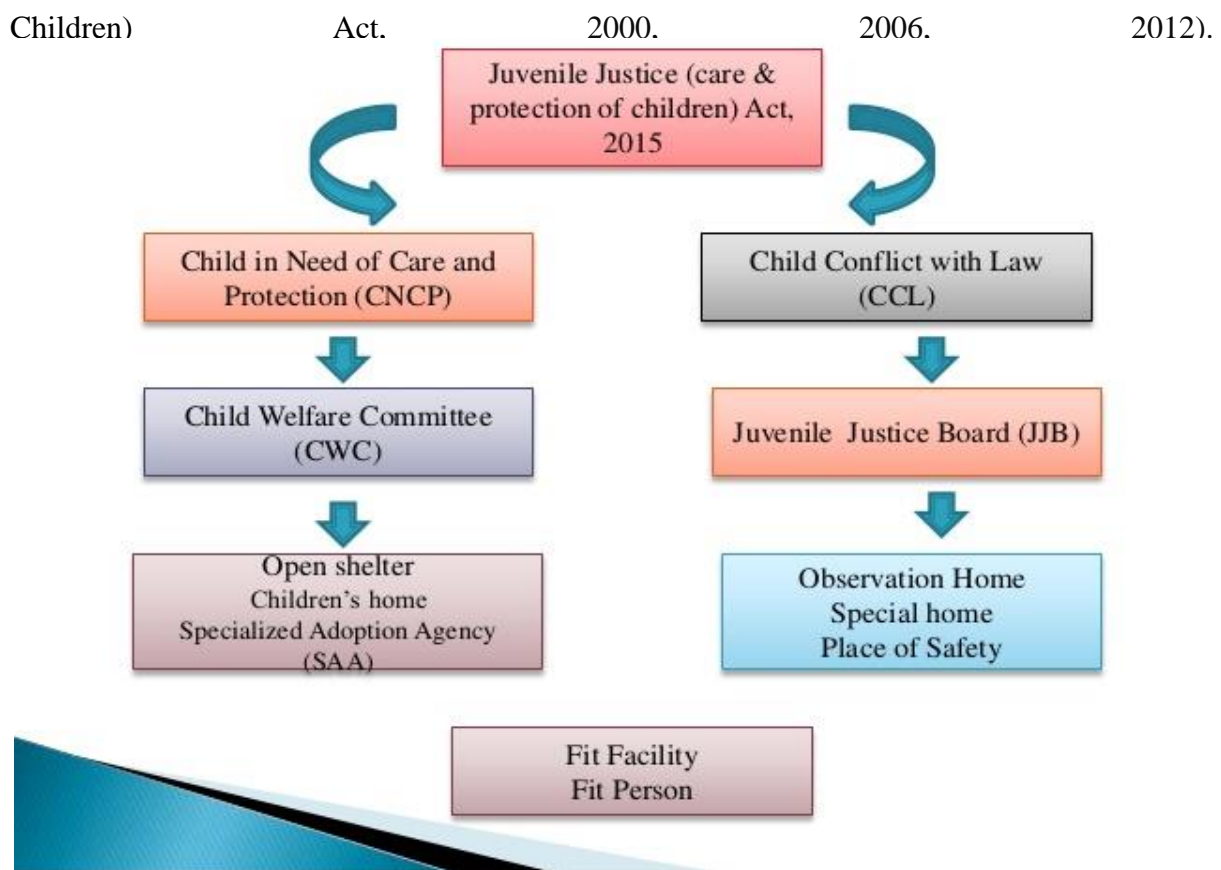 Children) Act, 2000, 2006, 2012).
Juvenile Justice (care &
protection of children) Act,
2015
Child in Need of Care and
Protection (CNCP)
Child Welfare Committee
(CWC)
Open shelter
Children's home
Specialized Adoption Agency
(SAA)
Child Conflict with Law
(CCL)
Juvenile Justice Board (JJB)
Observation Home
Special home
Place of Safety
Fit Facility
Fit Person